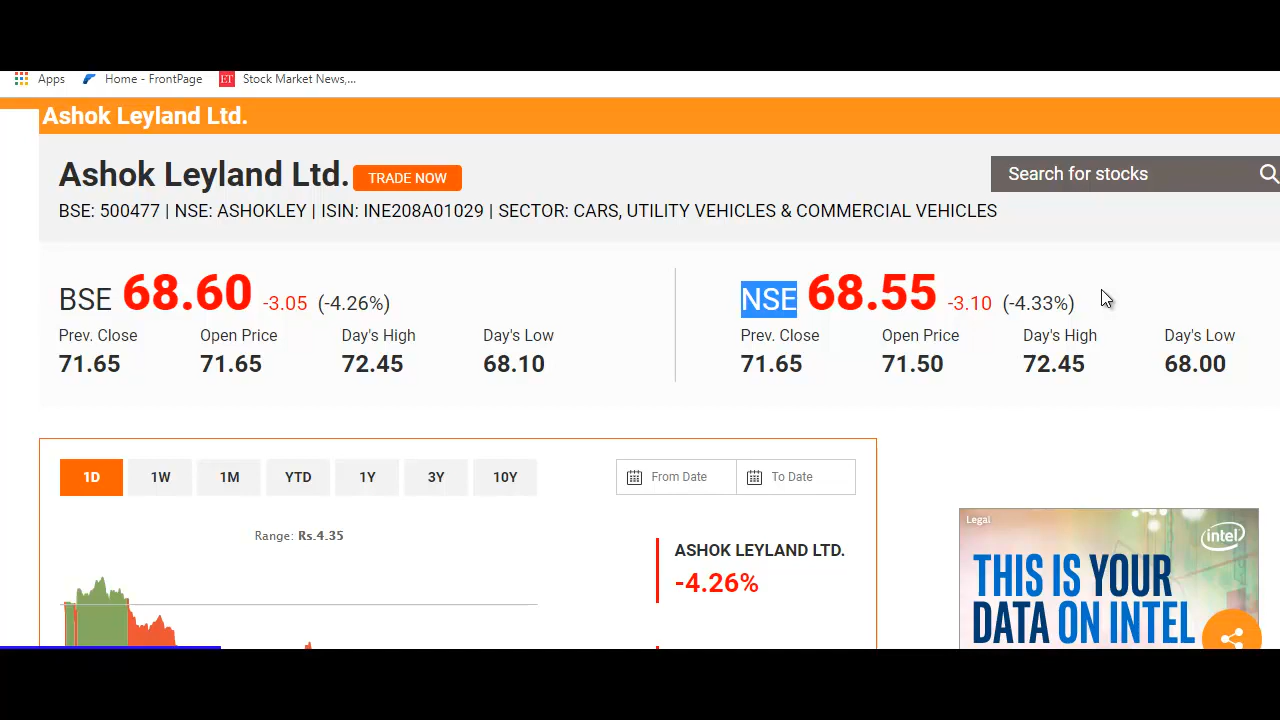 Apps Home - FrontPage ET Stock Market News,...
Ashok Leyland Ltd.
Ashok Leyland Ltd. TRADE NOW
Search for stocks
BSE: 500477 | NSE: ASHOKLEY | ISIN: INE208A01029 | SECTOR: CARS, UTILITY VEHICLES & COMMERCIAL VEHICLES
BSE 68.60 -3.05 (-4.26%)
Prev. Close Open Price Day's High Day's Low
71.65 71.65 72.45 68.10
NSE 68.55 -3.10 (-4.33%)
Prev. Close Open Price Day's High Day's Low
71.65 71.50 72.45 68.00
1D 1W 1M YTD 1Y 3Y 10Y
From Date To Date
Range: Rs.4.35
ASHOK LEYLAND LTD.
-4.26%
Legal
intel
THIS IS YOUR
DATA ON INTEL